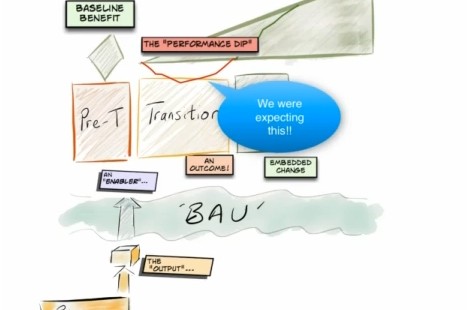 BASELINE
BENEFIT
THE "PERFORMANCE DIP"
Pre-T
Transition
We were
expecting
this!!
AN
OUTCOME!
EMBEDDED
CHANGE
AN
"ENABLER"...
'BAU'
THE
"OUTPUT"...